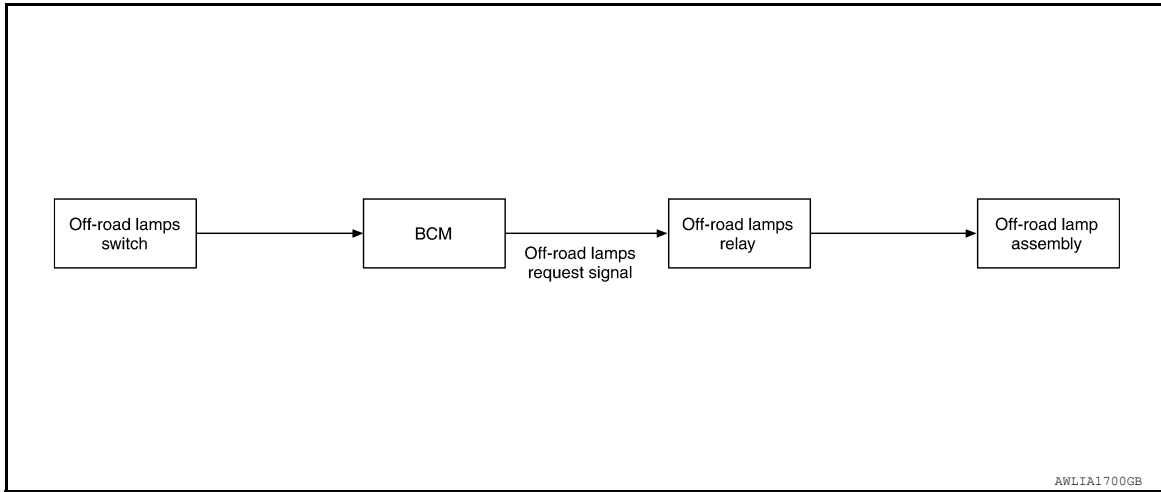 Off-road lamps
switch
BCM
Off-road lamps
request signal
Off-road lamps
relay
Off-road lamp
assembly
AWLIA1700GB